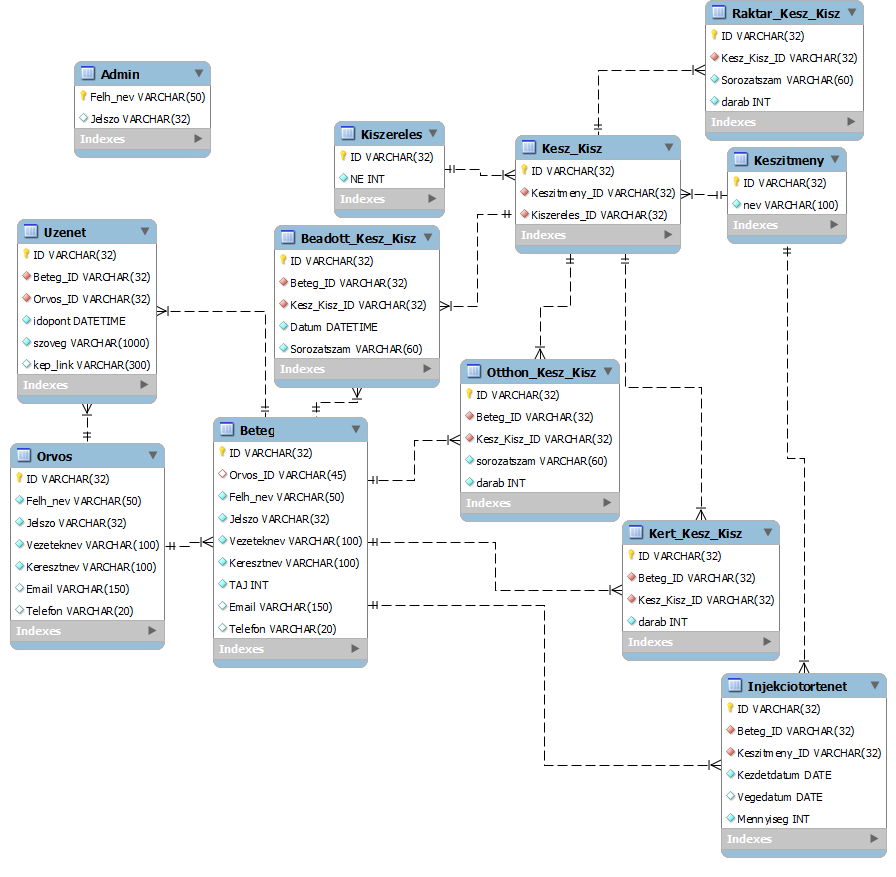 Raktar_Kesz_Kisz
ID VARCHAR(32)
Kesz_Kisz_ID VARCHAR(32)
Sorozatszam VARCHAR(60)
darab INT
Indexes
Admin
Felh_nev VARCHAR(50)
Jelszo VARCHAR(32)
Indexes
Kiszereles
ID VARCHAR(32)
NE INT
Indexes
Kesz_Kisz
ID VARCHAR(32)
Keszitmeny_ID VARCHAR(32)
Kiszereles_ID VARCHAR(32)
Indexes
Keszitmeny
ID VARCHAR(32)
nev VARCHAR(100)
Indexes
Uzenet
ID VARCHAR(32)
Beteg_ID VARCHAR(32)
Orvos_ID VARCHAR(32)
idopont DATETIME
szoveg VARCHAR(1000)
kep_link VARCHAR(300)
Indexes
Beadott_Kesz_Kisz
ID VARCHAR(32)
Beteg_ID VARCHAR(32)
Kesz_Kisz_ID VARCHAR(32)
Datum DATETIME
Sorozatszam VARCHAR(60)
Indexes
Otthon_Kesz_Kisz
ID VARCHAR(32)
Beteg_ID VARCHAR(32)
Kesz_Kisz_ID VARCHAR(32)
sorozatszam VARCHAR(60)
darab INT
Indexes
Orvos
ID VARCHAR(32)
Felh_nev VARCHAR(50)
Jelszo VARCHAR(32)
Vezeteknev VARCHAR(100)
Keresztnev VARCHAR(100)
Email VARCHAR(150)
Telefon VARCHAR(20)
Indexes
Beteg
ID VARCHAR(32)
Orvos_ID VARCHAR(45)
Felh_nev VARCHAR(50)
Jelszo VARCHAR(32)
Vezeteknev VARCHAR(100)
Keresztnev VARCHAR(100)
TAJ INT
Email VARCHAR(150)
Telefon VARCHAR(20)
Indexes
Kert_Kesz_Kisz
ID VARCHAR(32)
Beteg_ID VARCHAR(32)
Kesz_Kisz_ID VARCHAR(32)
darab INT
Indexes
Injekciotortenet
ID VARCHAR(32)
Beteg_ID VARCHAR(32)
Keszitmeny_ID VARCHAR(32)
Kezdetdatum DATE
Vegedatum DATE
Mennyiseg INT
Indexes